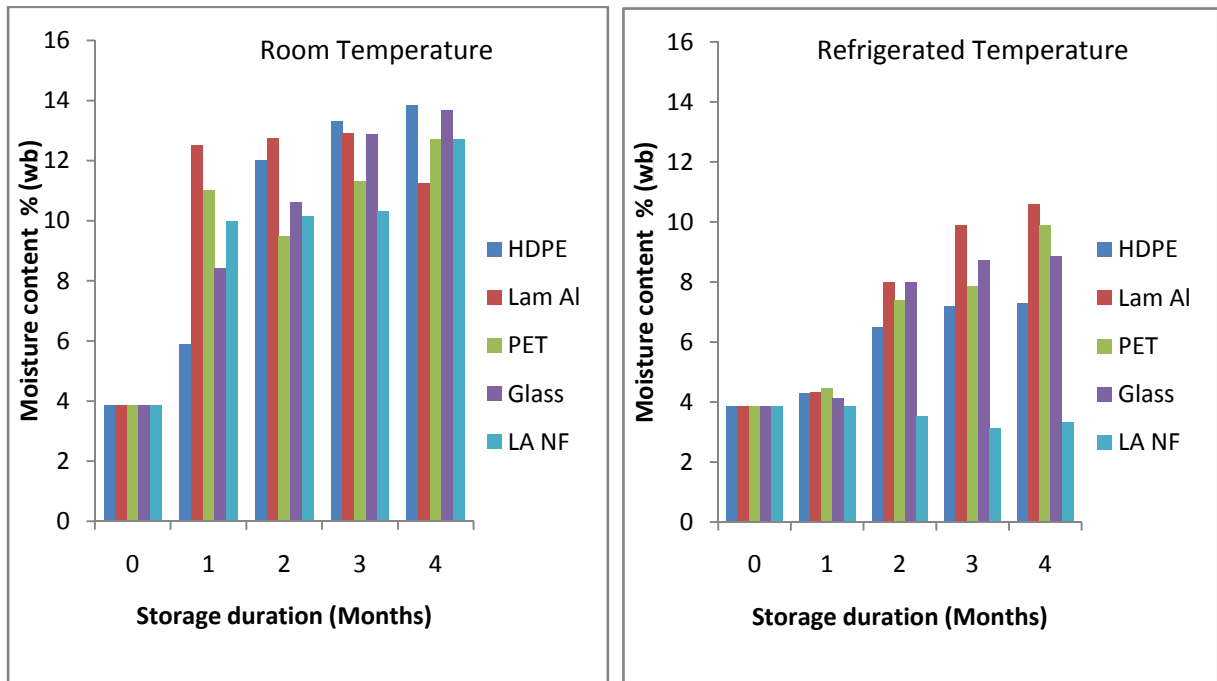 Room Temperature
16
14
12
10
8
6
4
2
0
Moisture content % (wb)
0 1 2 3 4
Storage duration (Months)
HDPE
Lam Al
PET
Glass
LA NF
Refrigerated Temperature
16
14
12
10
8
6
4
2
0
Moisture content % (wb)
0 1 2 3 4
Storage duration (Months)
HDPE
Lam Al
PET
Glass
LA NF